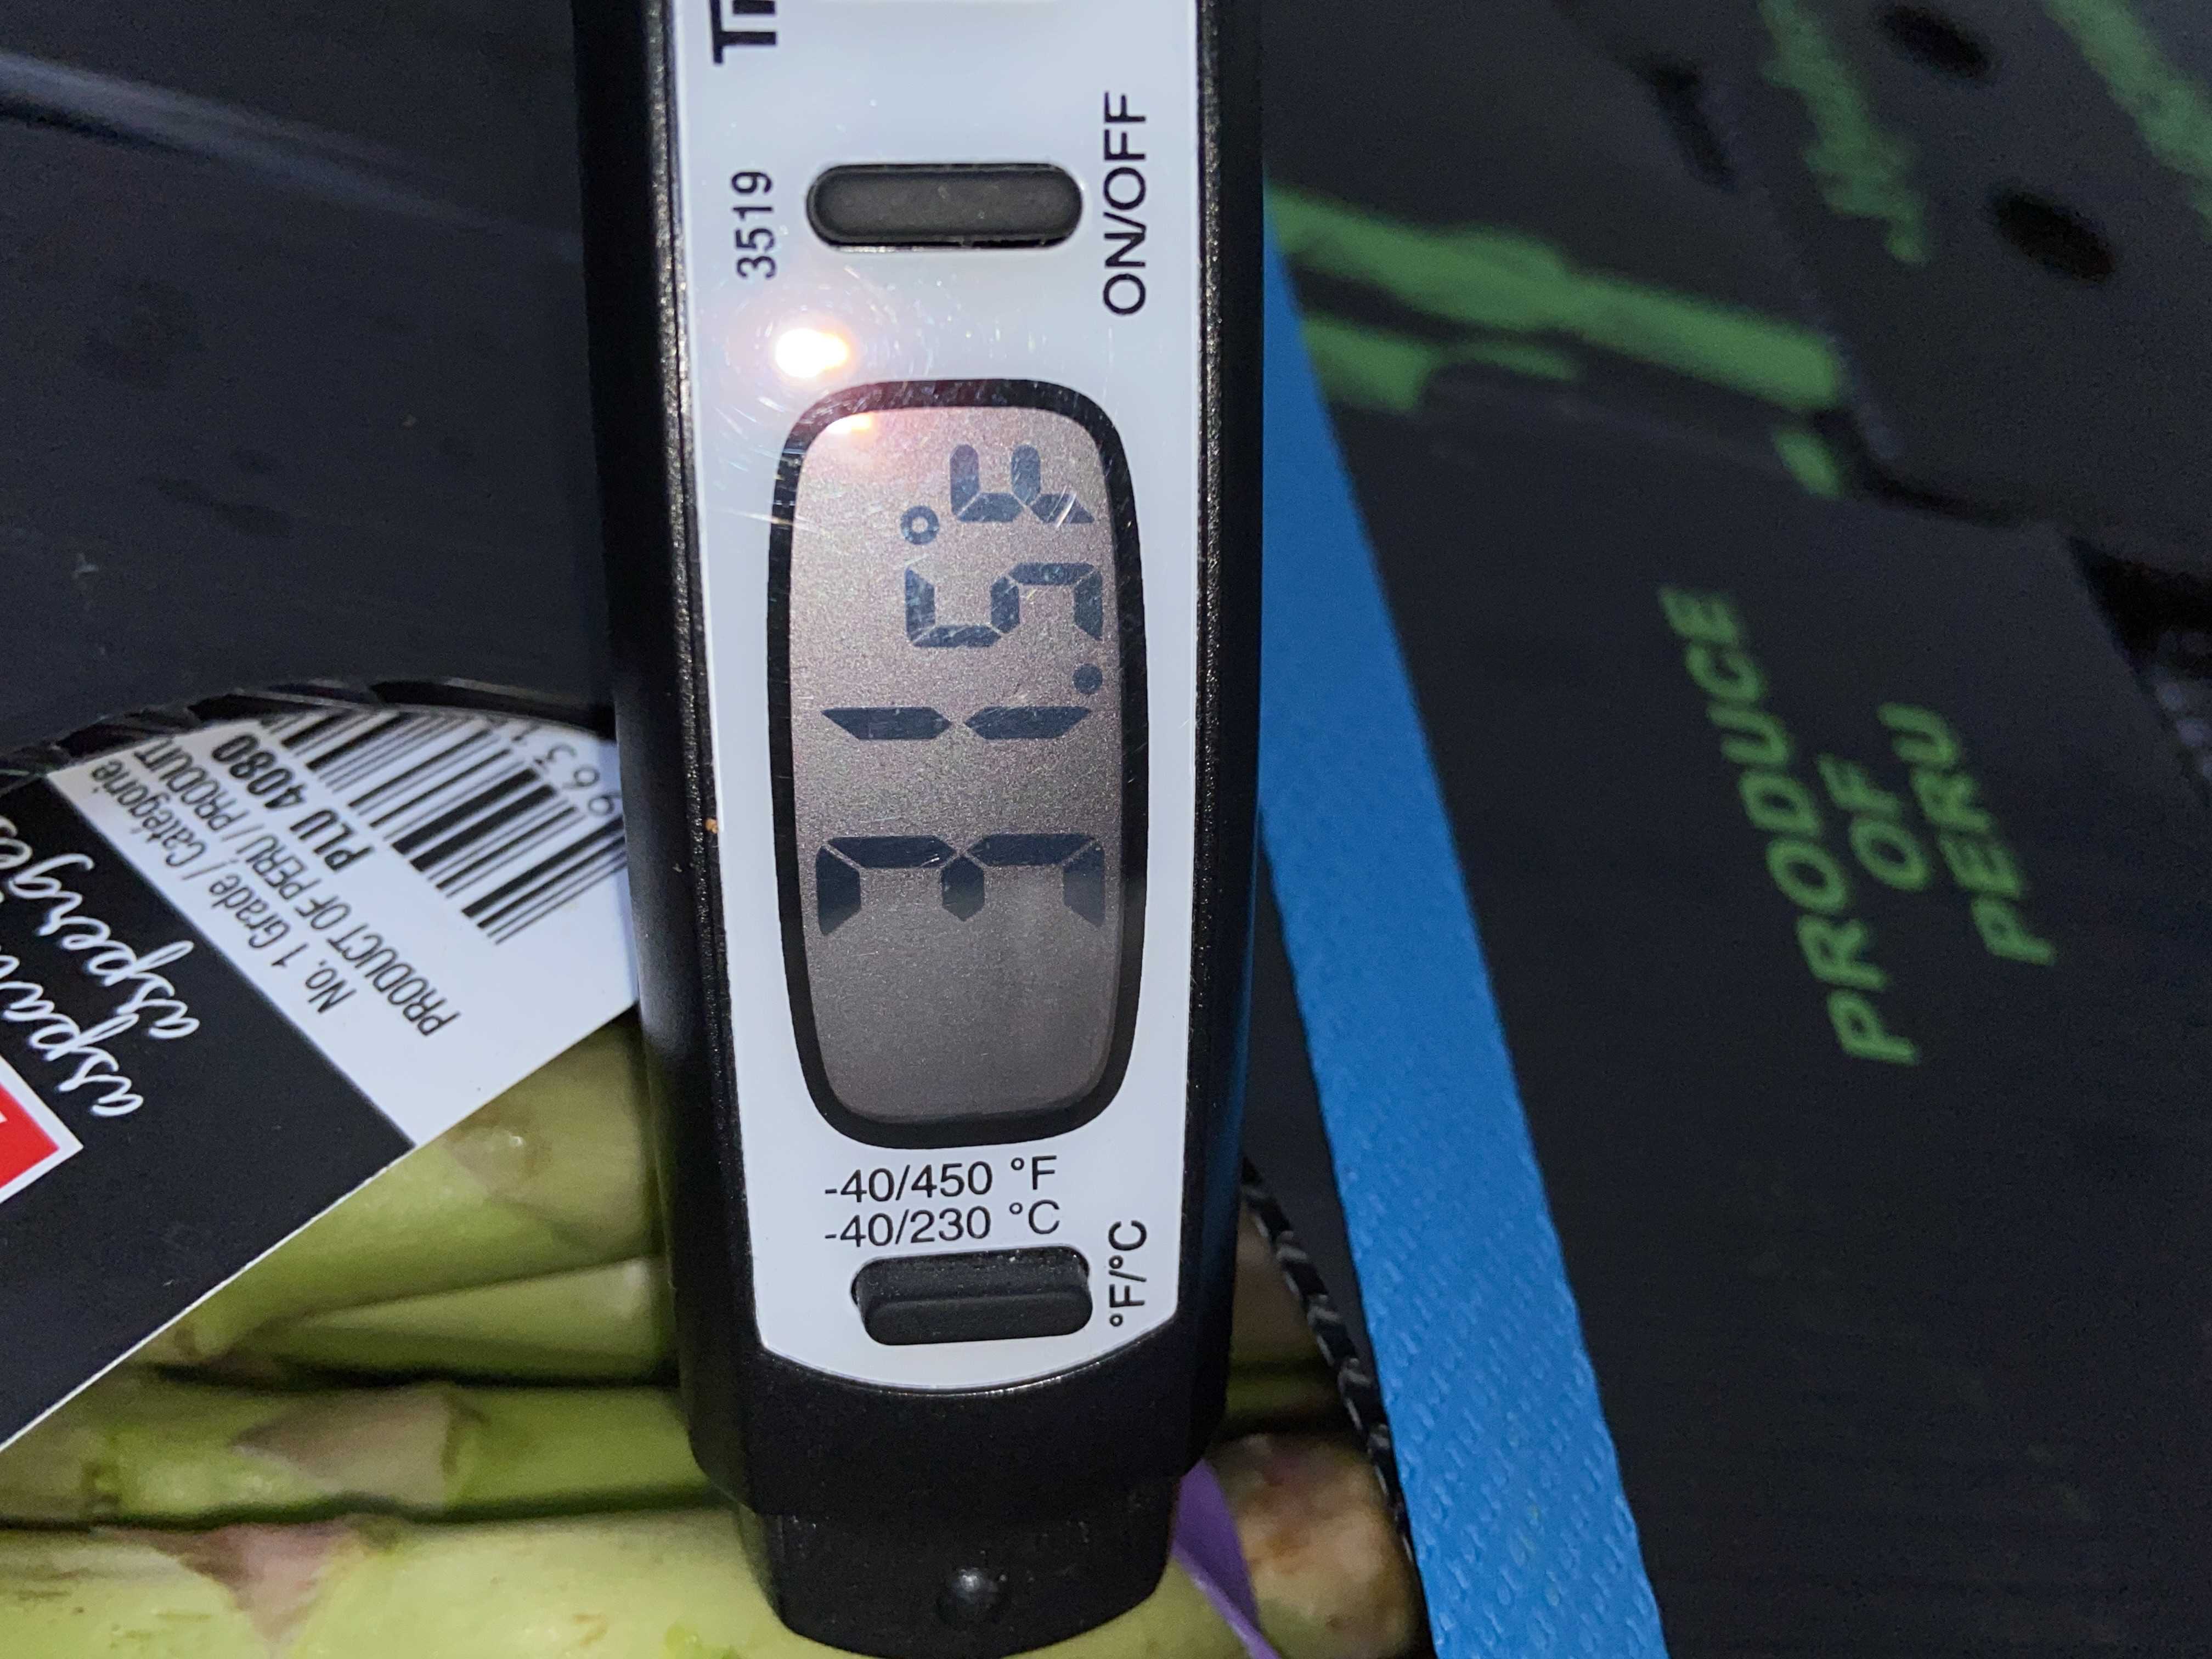 asperges
No. 1 Grade / Catégorie
PRODUCT OF PERU / PRODUIT
PLU 4080
963
3519
-40/450 °F
-40/230 °C
31.5°F
°F/°C
ON/OFF
PRODUCE
OF
PERU